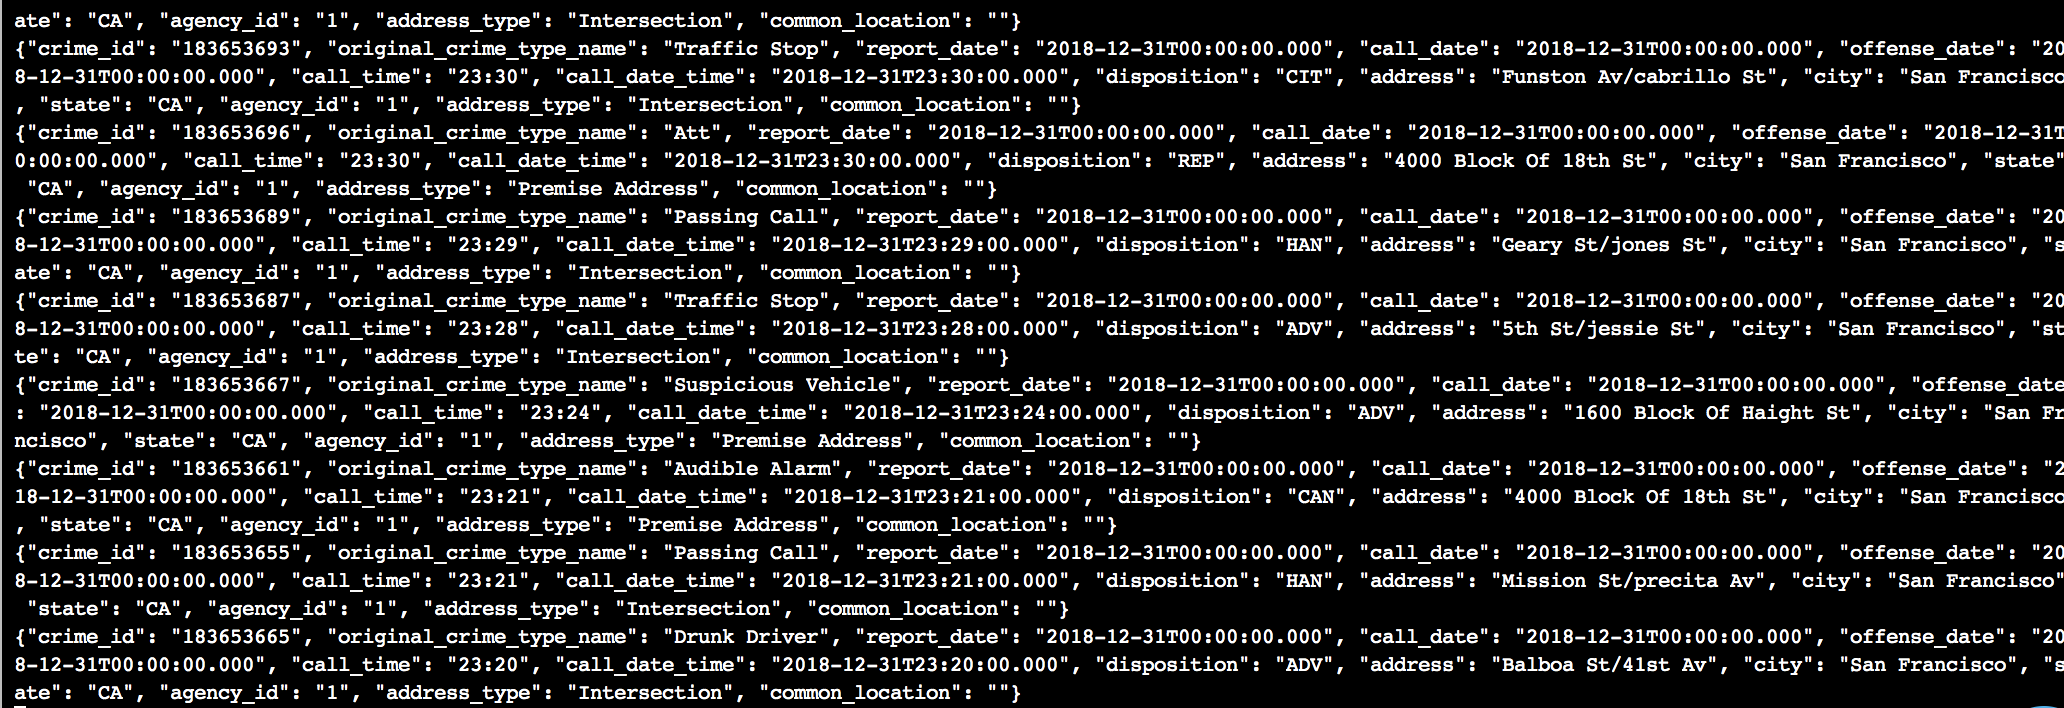 ate": "CA", "agency_id": "1", "address_type": "Intersection", "common_location": ""}
{"crime_id": "183653693", "original_crime_type_name": "Traffic Stop", "report_date": "2018-12-31T00:00:00.000", "call_date": "2018-12-31T00:00:00.000", "offense_date": "20
8-12-31T00:00:00.000", "call_time": "23:30", "call_date_time": "2018-12-31T23:30:00.000", "disposition": "CIT", "address": "Funston Av/cabrillo St", "city": "San Francisco
, "state": "CA", "agency_id": "1", "address_type": "Intersection", "common_location": ""}
{"crime_id": "183653696", "original_crime_type_name": "Att", "report_date": "2018-12-31T00:00:00.000", "call_date": "2018-12-31T00:00:00.000", "offense_date": "2018-12-31T
0:00:00.000", "call_time": "23:30", "call_date_time": "2018-12-31T23:30:00.000", "disposition": "REP", "address": "4000 Block Of 18th St", "city": "San Francisco", "state"
"CA", "agency_id": "1", "address_type": "Premise Address", "common_location": ""}
{"crime_id": "183653689", "original_crime_type_name": "Passing Call", "report_date": "2018-12-31T00:00:00.000", "call_date": "2018-12-31T00:00:00.000", "offense_date": "20
8-12-31T00:00:00.000", "call_time": "23:29", "call_date_time": "2018-12-31T23:29:00.000", "disposition": "HAN", "address": "Geary St/jones St", "city": "San Francisco", "s
ate": "CA", "agency_id": "1", "address_type": "Intersection", "common_location": ""}
{"crime_id": "183653687", "original_crime_type_name": "Traffic Stop", "report_date": "2018-12-31T00:00:00.000", "call_date": "2018-12-31T00:00:00.000", "offense_date": "20
8-12-31T00:00:00.000", "call_time": "23:28", "call_date_time": "2018-12-31T23:28:00.000", "disposition": "ADV", "address": "5th St/jessie St", "city": "San Francisco", "st
te": "CA", "agency_id": "1", "address_type": "Intersection", "common_location": ""}
{"crime_id": "183653667", "original_crime_type_name": "Suspicious Vehicle", "report_date": "2018-12-31T00:00:00.000", "call_date": "2018-12-31T00:00:00.000", "offense_date
: "2018-12-31T00:00:00.000", "call_time": "23:24", "call_date_time": "2018-12-31T23:24:00.000", "disposition": "ADV", "address": "1600 Block Of Haight St", "city": "San Fr
ncisco", "state": "CA", "agency_id": "1", "address_type": "Premise Address", "common_location": ""}
{"crime_id": "183653661", "original_crime_type_name": "Audible Alarm", "report_date": "2018-12-31T00:00:00.000", "call_date": "2018-12-31T00:00:00.000", "offense_date": "2
18-12-31T00:00:00.000", "call_time": "23:21", "call_date_time": "2018-12-31T23:21:00.000", "disposition": "CAN", "address": "4000 Block Of 18th St", "city": "San Francisco
, "state": "CA", "agency_id": "1", "address_type": "Premise Address", "common_location": ""}
{"crime_id": "183653655", "original_crime_type_name": "Passing Call", "report_date": "2018-12-31T00:00:00.000", "call_date": "2018-12-31T00:00:00.000", "offense_date": "20
8-12-31T00:00:00.000", "call_time": "23:21", "call_date_time": "2018-12-31T23:21:00.000", "disposition": "HAN", "address": "Mission St/precita Av", "city": "San Francisco"
"state": "CA", "agency_id": "1", "address_type": "Intersection", "common_location": ""}
{"crime_id": "183653665", "original_crime_type_name": "Drunk Driver", "report_date": "2018-12-31T00:00:00.000", "call_date": "2018-12-31T00:00:00.000", "offense_date": "20
8-12-31T00:00:00.000", "call_time": "23:20", "call_date_time": "2018-12-31T23:20:00.000", "disposition": "ADV", "address": "Balboa St/41st Av", "city": "San Francisco", "s
ate": "CA", "agency_id": "1", "address_type": "Intersection", "common_location": ""}